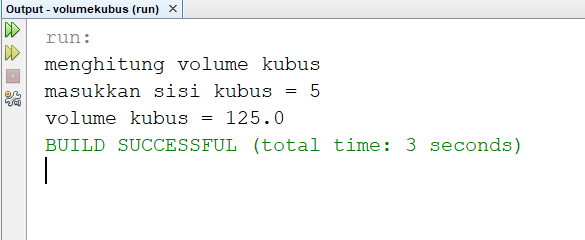 Output - volumekubus (run) ×
run:
menghitung volume kubus
masukkan sisi kubus = 5
volume kubus = 125.0
BUILD SUCCESSFUL (total time: 3 seconds)